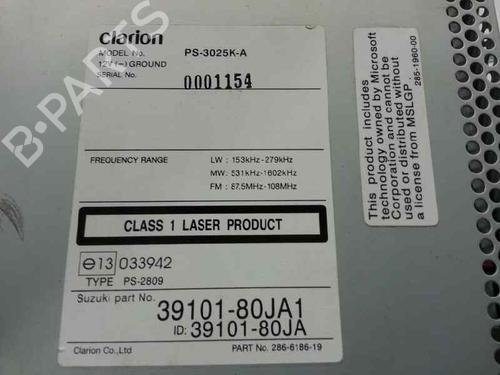 clarion
MODEL No. PS-3025K-A
12V (−) GROUND
SERIAL No. 0001154
FREQUENCY RANGE LW : 153kHz-279kHz
MW: 531kHz-1602kHz
FM : 87.5MHz-108MHz
CLASS 1 LASER PRODUCT
e13 033942
TYPE PS-2809
Suzuki part No. 39101-80JA1
ID: 39101-80JA
Clarion Co.,Ltd PART No. 286-6186-19
This product includes
technology owned by Microsoft
Corporation and cannot be
used or distributed without
a license from MSLGP.
285-1960-00
B-PARTS